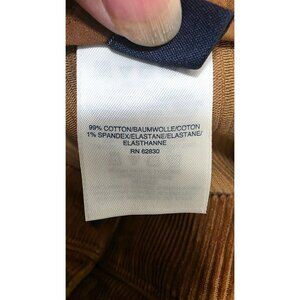 99% COTTON/BAUMWOLLE/COTON
1% SPANDEX/ELASTANE/ELASTANE/
ELASTHANNE
RN 62830